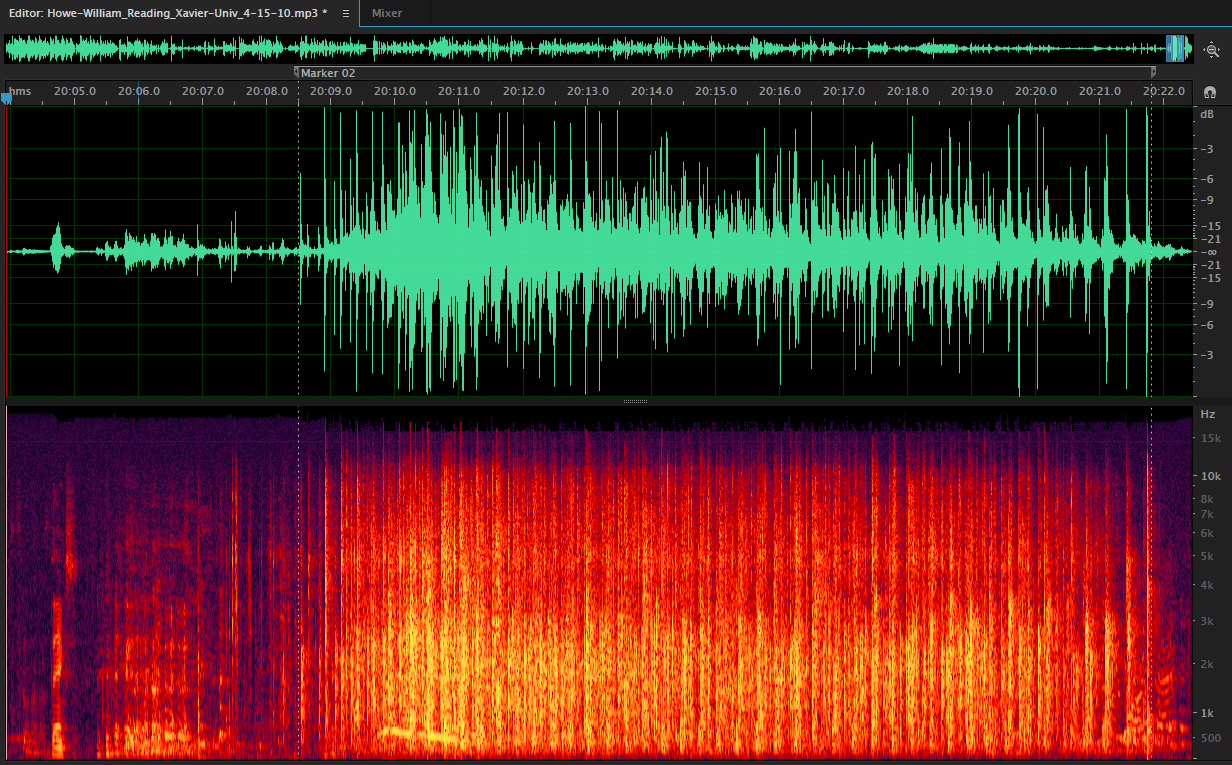 Editor: Howe-William_Reading_Xavier-Univ_4-15-10.mp3 * ≡ Mixer
Marker 02
hms 20:05.0 20:06.0 20:07.0 20:08.0 20:09.0 20:10.0 20:11.0 20:12.0 20:13.0 20:14.0 20:15.0 20:16.0 20:17.0 20:18.0 20:19.0 20:20.0 20:21.0 20:22.0
dB
-3
-6
-9
-15
-21
-∞
-21
-15
-9
-6
-3
Hz
15k
10k
8k
7k
6k
5k
4k
3k
2k
1k
500